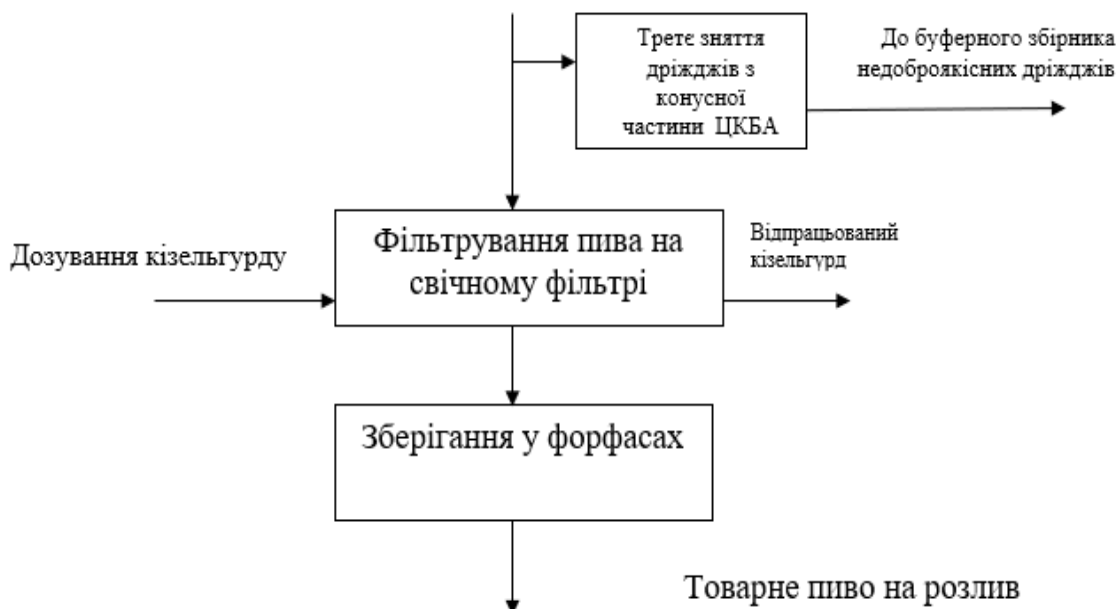 Третє зняття
дріжджів з
конусної
частини ЦКБА
До буферного збірника
недоброякісних дріжджів
Дозування кізельгурду
Фільтрування пива на
свічному фільтрі
Відпрацьований
кізельгурд
Зберігання у форфасах
Товарне пиво на розлив